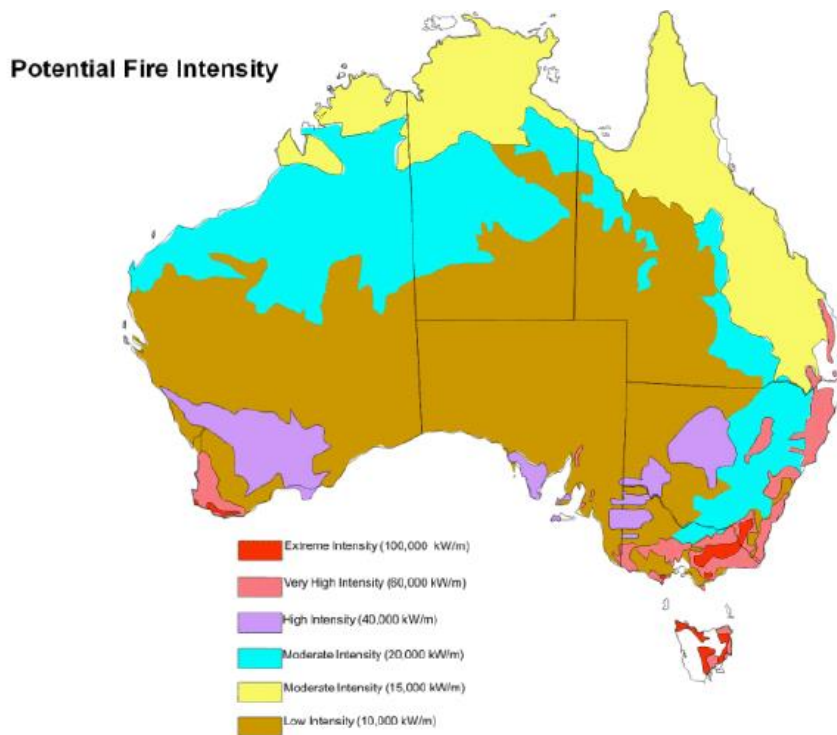 Potential Fire Intensity
Extreme Intensity (100,000 kW/m)
Very High Intensity (60,000 kW/m)
High Intensity (40,000 kW/m)
Moderate Intensity (20,000 kW/m)
Moderate Intensity (15,000 kW/m)
Low Intensity (10,000 kW/m)